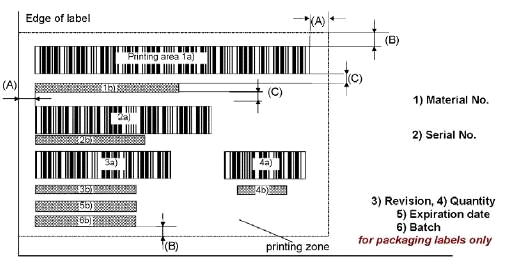 Edge of label
(A)
(B)
Printing area 1a)
(C)
(A)
1b)
(C)
1) Material No.
2a)
2) Serial No.
2b)
3a)
4a)
3b)
4b)
3) Revision, 4) Quantity
5b)
5) Expiration date
6b)
6) Batch
for packaging labels only
(B)
printing zone